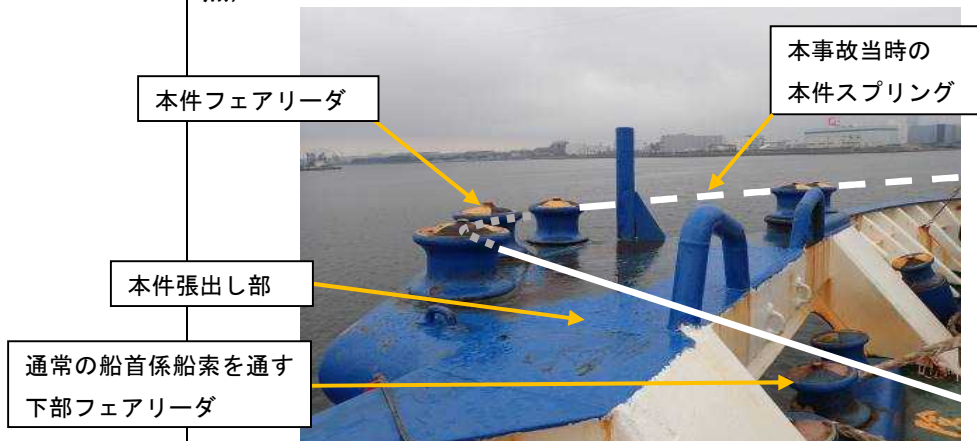 本事故当時の
本件スプリング
本件フェアリーダ
本件張出し部
通常の船首係船索を通す
下部フェアリーダ